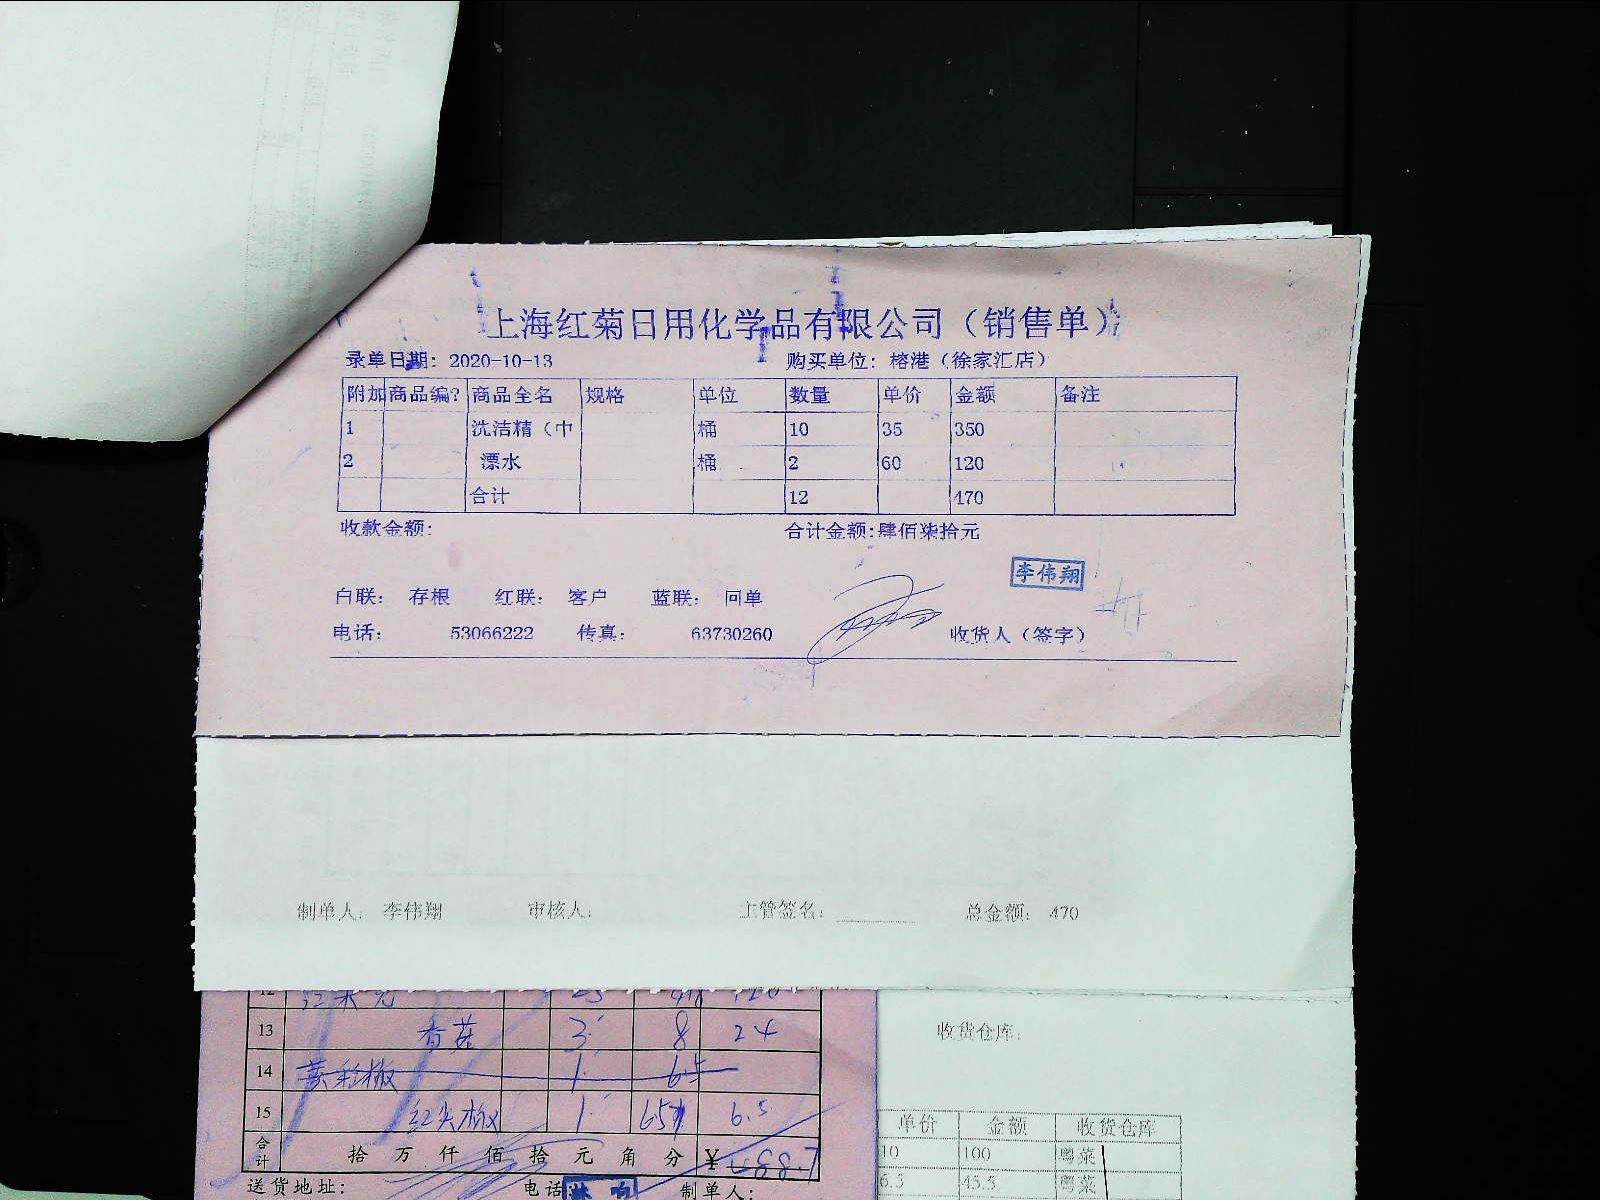 上海红菊日用化学品有限公司（销售单）
录单日期: 2020-10-13 购买单位: 榕港（徐家汇店）
附加 商品编? 商品全名 规格 单位 数量 单价 金额 备注
1 洗洁精（中 桶 10 35 350
2 漂水 桶 2 60 120
合计 12 470
收款金额: 合计金额:肆佰柒拾元
李伟翔
白联: 存根 红联: 客户 蓝联: 回单
电话: 53066222 传真: 63730260 收货人（签字）
制单人: 李伟翔 审核人: 主管签名: 总金额: 470
12
13 香菇 3 8 24
收货仓库:
14 黄彩椒 1 6.5
15 红尖椒 1 6.5
单价 金额 收货仓库
合计 拾 万 仟 佰 拾 元 角 分 ¥
10 100 粤菜
6.5 45.5 粤菜
送货地址: 电话 制单人: